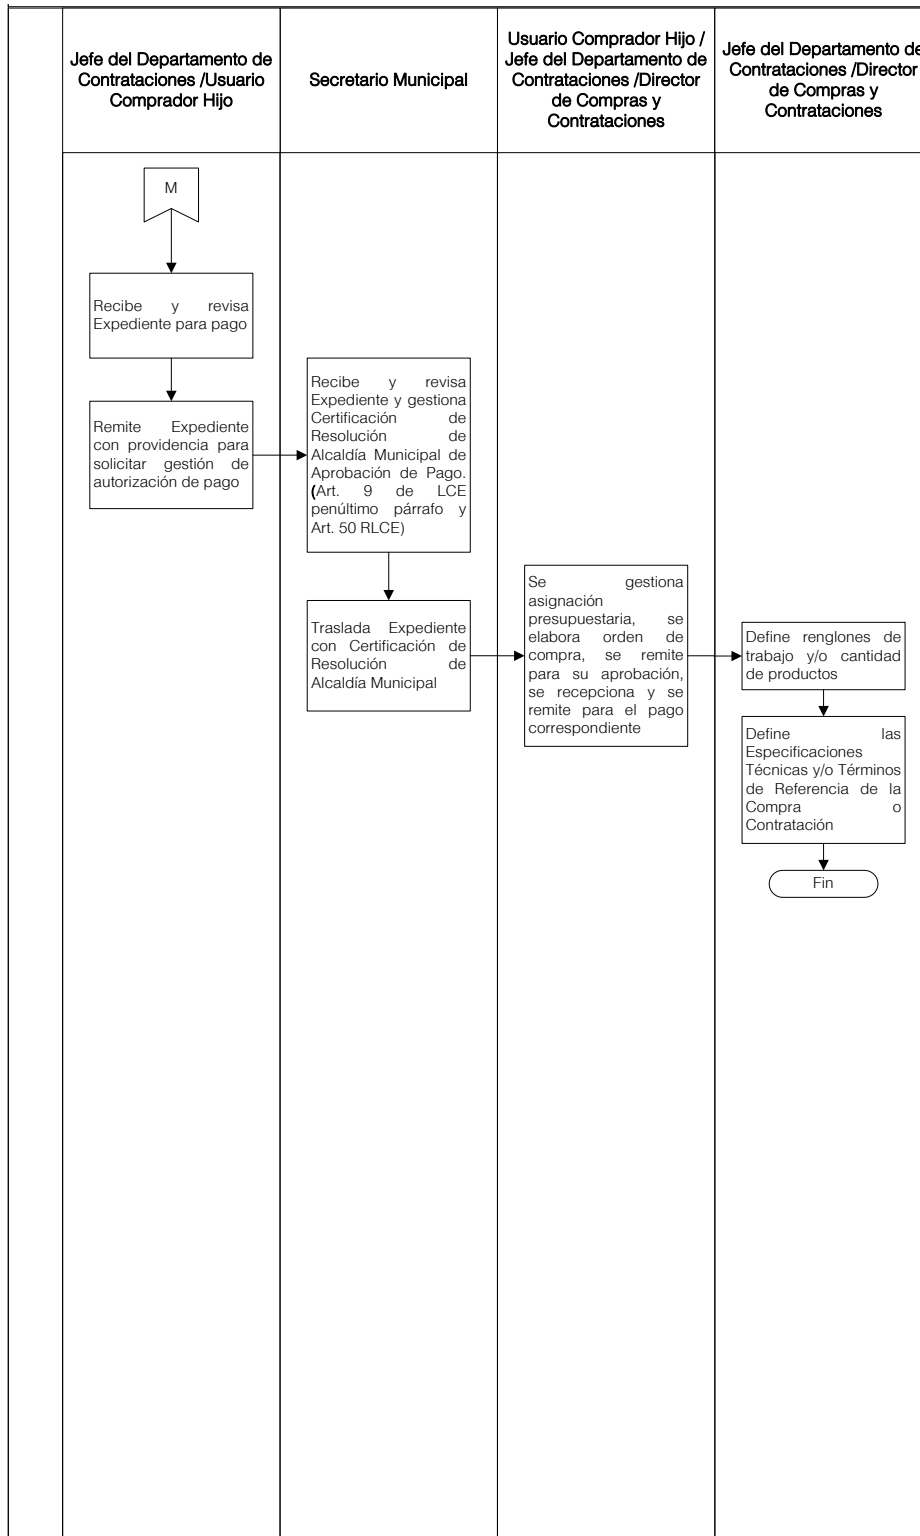 Jefe del Departamento de
Contrataciones /Usuario
Comprador Hijo
Secretario Municipal
Usuario Comprador Hijo /
Jefe del Departamento de
Contrataciones /Director
de Compras y
Contrataciones
Jefe del Departamento de
Contrataciones /Director
de Compras y
Contrataciones
M
Recibe y revisa
Expediente para pago
Remite Expediente
con providencia para
solicitar gestión de
autorización de pago
Recibe y revisa
Expediente y gestiona
Certificación de
Resolución de
Alcaldía Municipal de
Aprobación de Pago.
(Art. 9 de LCE
penúltimo párrafo y
Art. 50 RLCE)
Traslada Expediente
con Certificación de
Resolución de
Alcaldía Municipal
Se gestiona
asignación
presupuestaria, se
elabora orden de
compra, se remite
para su aprobación,
se recepciona y se
remite para el pago
correspondiente
Define renglones de
trabajo y/o cantidad
de productos
Define las
Especificaciones
Técnicas y/o Términos
de Referencia de la
Compra o
Contratación
Fin